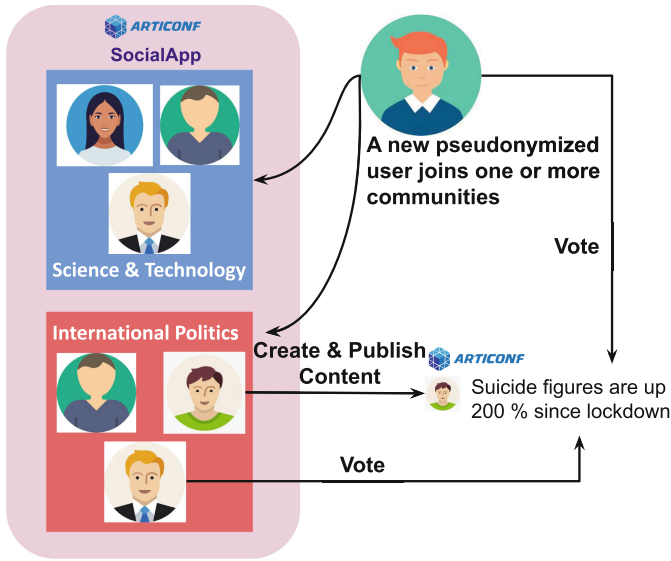 ARTICONF
SocialApp
Science & Technology
A new pseudonymized
user joins one or more
communities
Vote
International Politics
Create & Publish
Content
ARTICONF
Suicide figures are up
200 % since lockdown
Vote